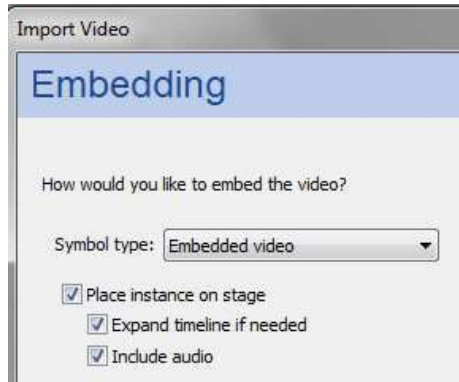 Import Video
Embedding
How would you like to embed the video?
Symbol type: Embedded video
Place instance on stage
Expand timeline if needed
Include audio